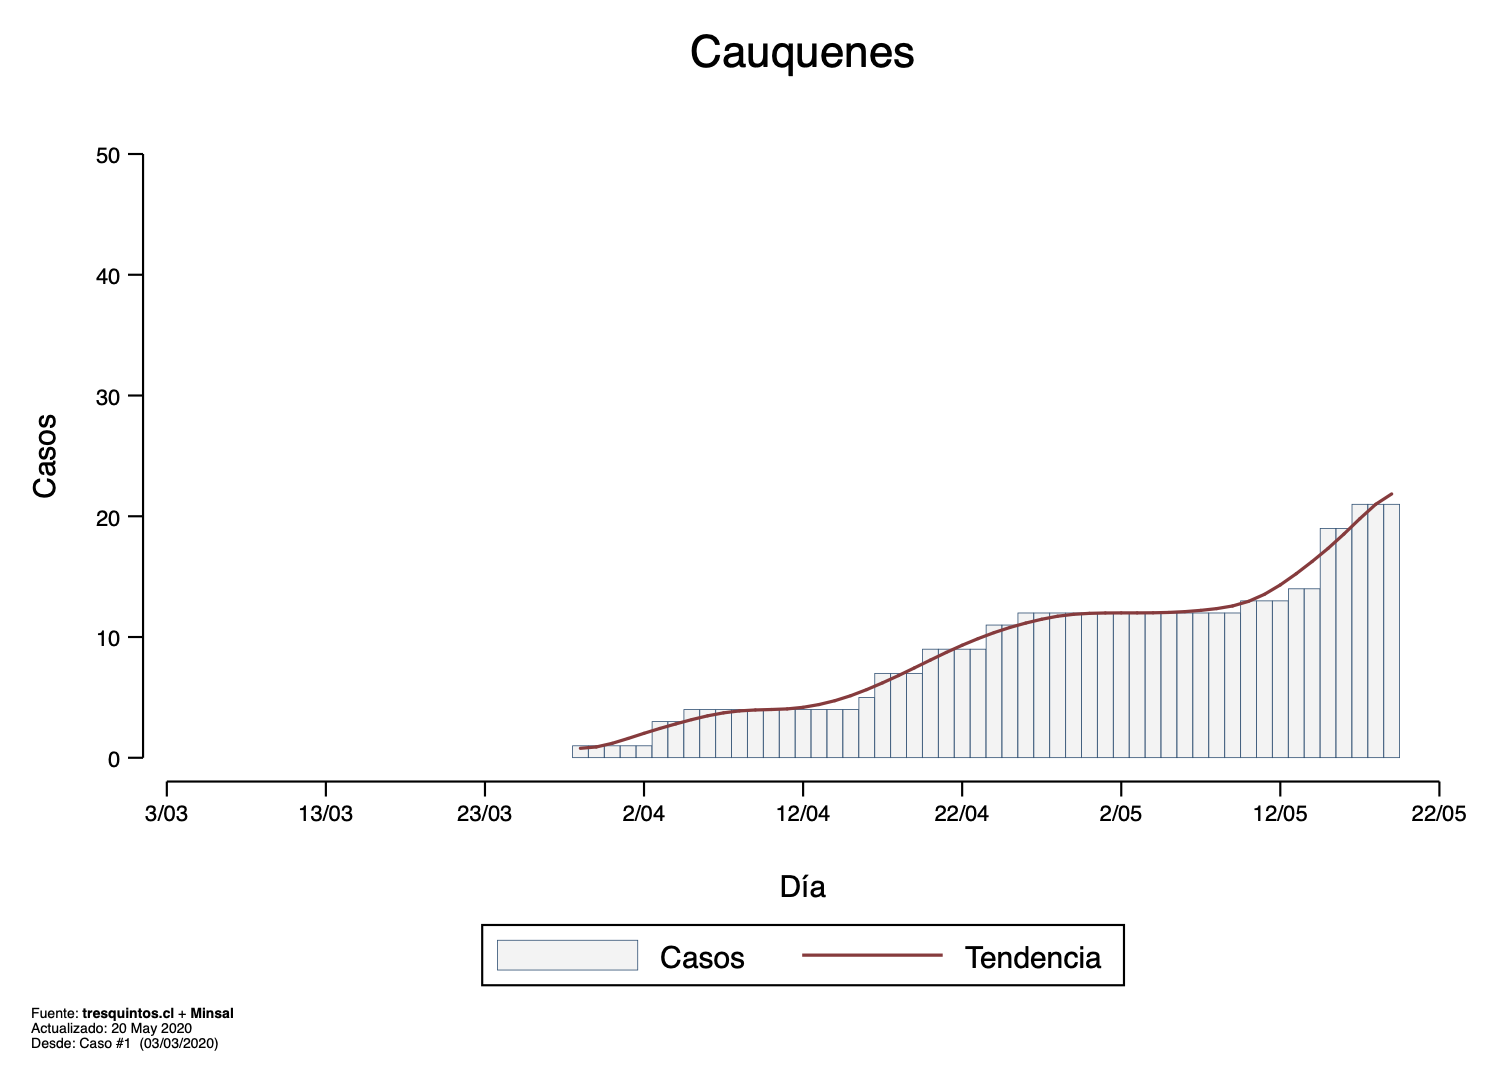 Cauquenes
50
40
30
20
10
0
Casos
3/03 13/03 23/03 2/04 12/04 22/04 2/05 12/05 22/05
Día
Casos Tendencia
Fuente: tresquintos.cl + Minsal
Actualizado: 20 May 2020
Desde: Caso #1 (03/03/2020)